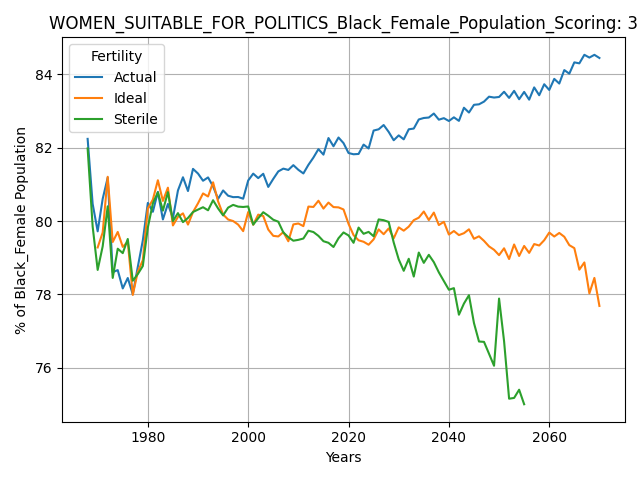 WOMEN_SUITABLE_FOR_POLITICS_Black_Female_Population_Scoring: 3
Fertility
Actual
Ideal
Sterile
% of Black_Female Population
84
82
80
78
76
1980
2000
2020
2040
2060
Years